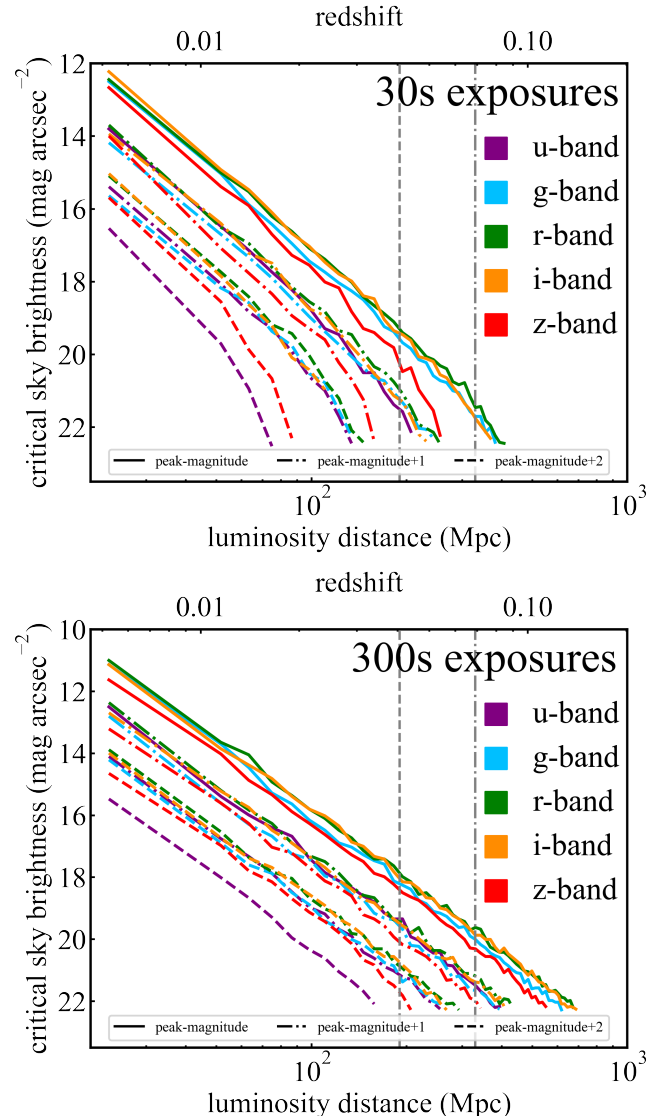 redshift
0.01 0.10
12
14
16
18
20
22
critical sky brightness (mag arcsec⁻²)
30s exposures
u-band
g-band
r-band
i-band
z-band
peak-magnitude peak-magnitude+1 peak-magnitude+2
10² 10³
luminosity distance (Mpc)
redshift
0.01 0.10
10
12
14
16
18
20
22
critical sky brightness (mag arcsec⁻²)
300s exposures
u-band
g-band
r-band
i-band
z-band
peak-magnitude peak-magnitude+1 peak-magnitude+2
10² 10³
luminosity distance (Mpc)